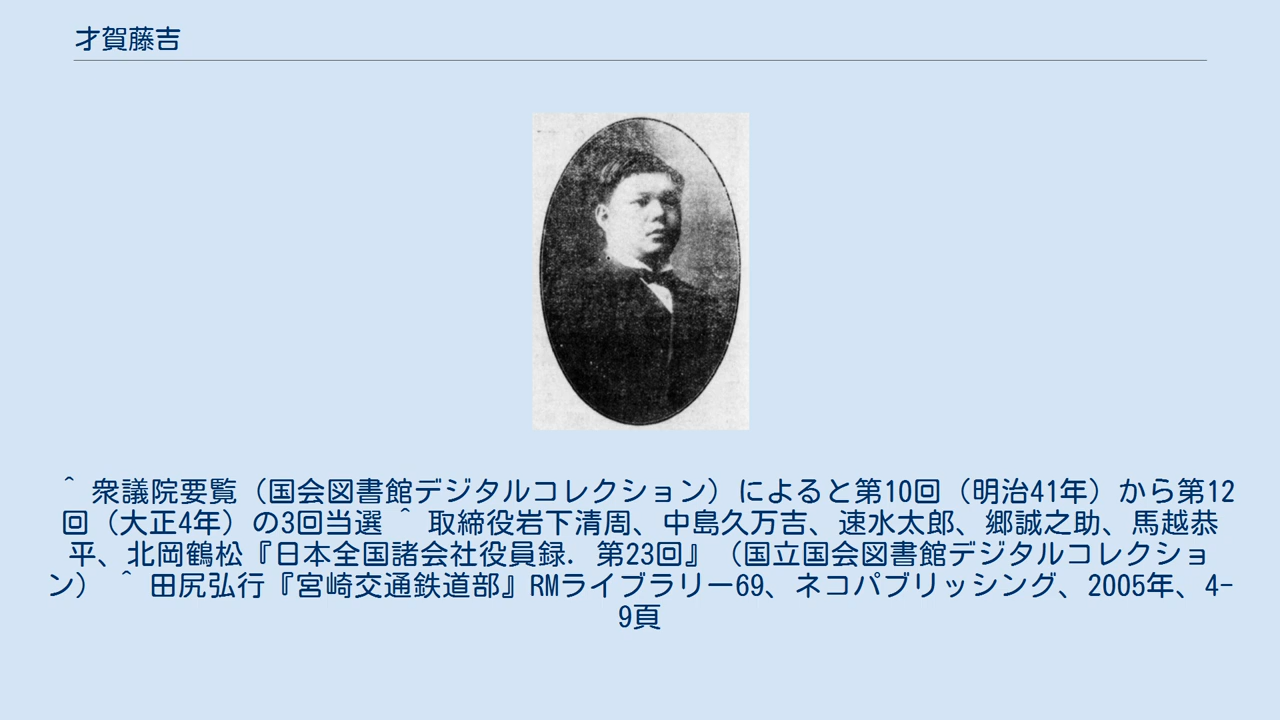 才賀藤吉
^ 衆議院要覧（国会図書館デジタルコレクション）によると第10回（明治41年）から第12
回（大正4年）の3回当選 ^ 取締役岩下清周、中島久万吉、速水太郎、郷誠之助、馬越恭
平、北岡鶴松『日本全国諸会社役員録. 第23回』（国立国会図書館デジタルコレクショ
ン） ^ 田尻弘行『宮崎交通鉄道部』RMライブラリー69、ネコパブリッシング、2005年、4-
9頁